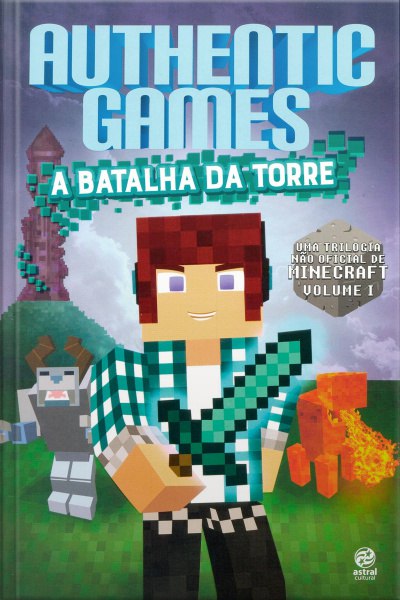 AUTHENTIC
GAMES
A BATALHA DA TORRE
UMA TRILOGIA
NÃO OFICIAL DE
MINECRAFT
VOLUME I
astral
cultural